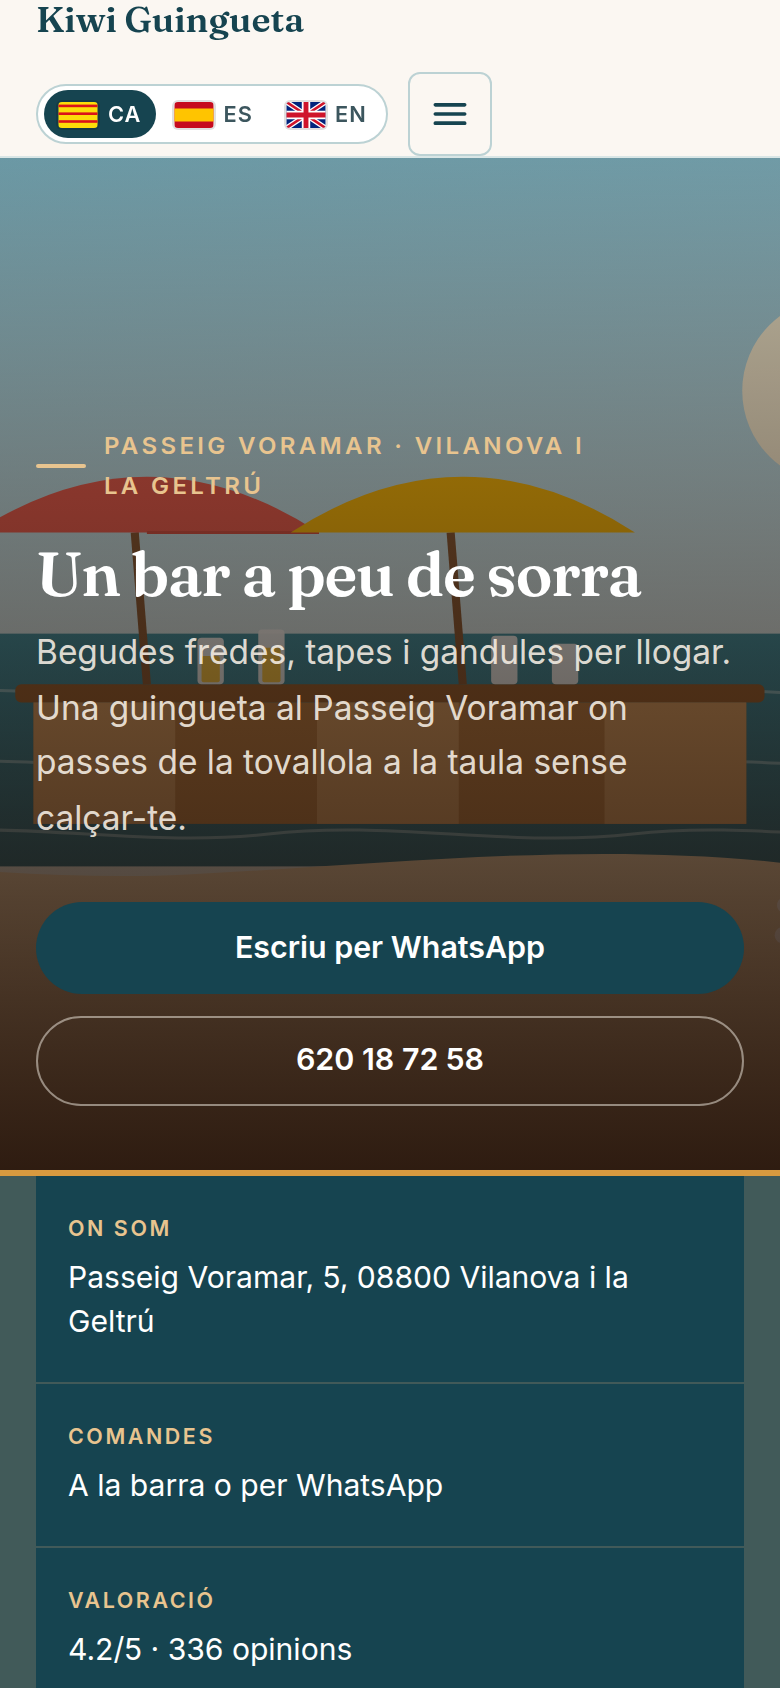 Kiwi Guingueta
CA ES EN
PASSEIG VORAMAR · VILANOVA I
LA GELTRÚ
Un bar a peu de sorra
Begudes fredes, tapes i gandules per llogar.
Una guingueta al Passeig Voramar on
passes de la tovallola a la taula sense
calçar-te.
Escriu per WhatsApp
620 18 72 58
ON SOM
Passeig Voramar, 5, 08800 Vilanova i la
Geltrú
COMANDES
A la barra o per WhatsApp
VALORACIÓ
4.2/5 · 336 opinions